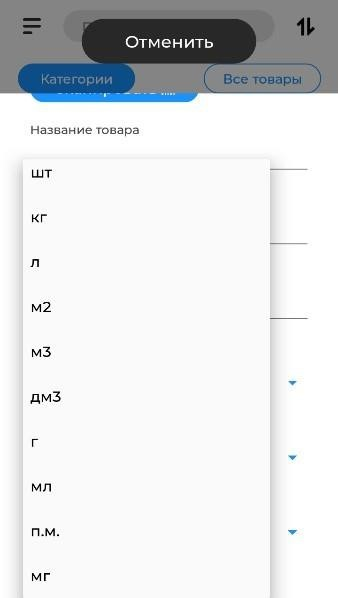 Отменить
Категории
Все товары
Название товара
шт
кг
л
м2
м3
дм3
г
мл
п.м.
мг